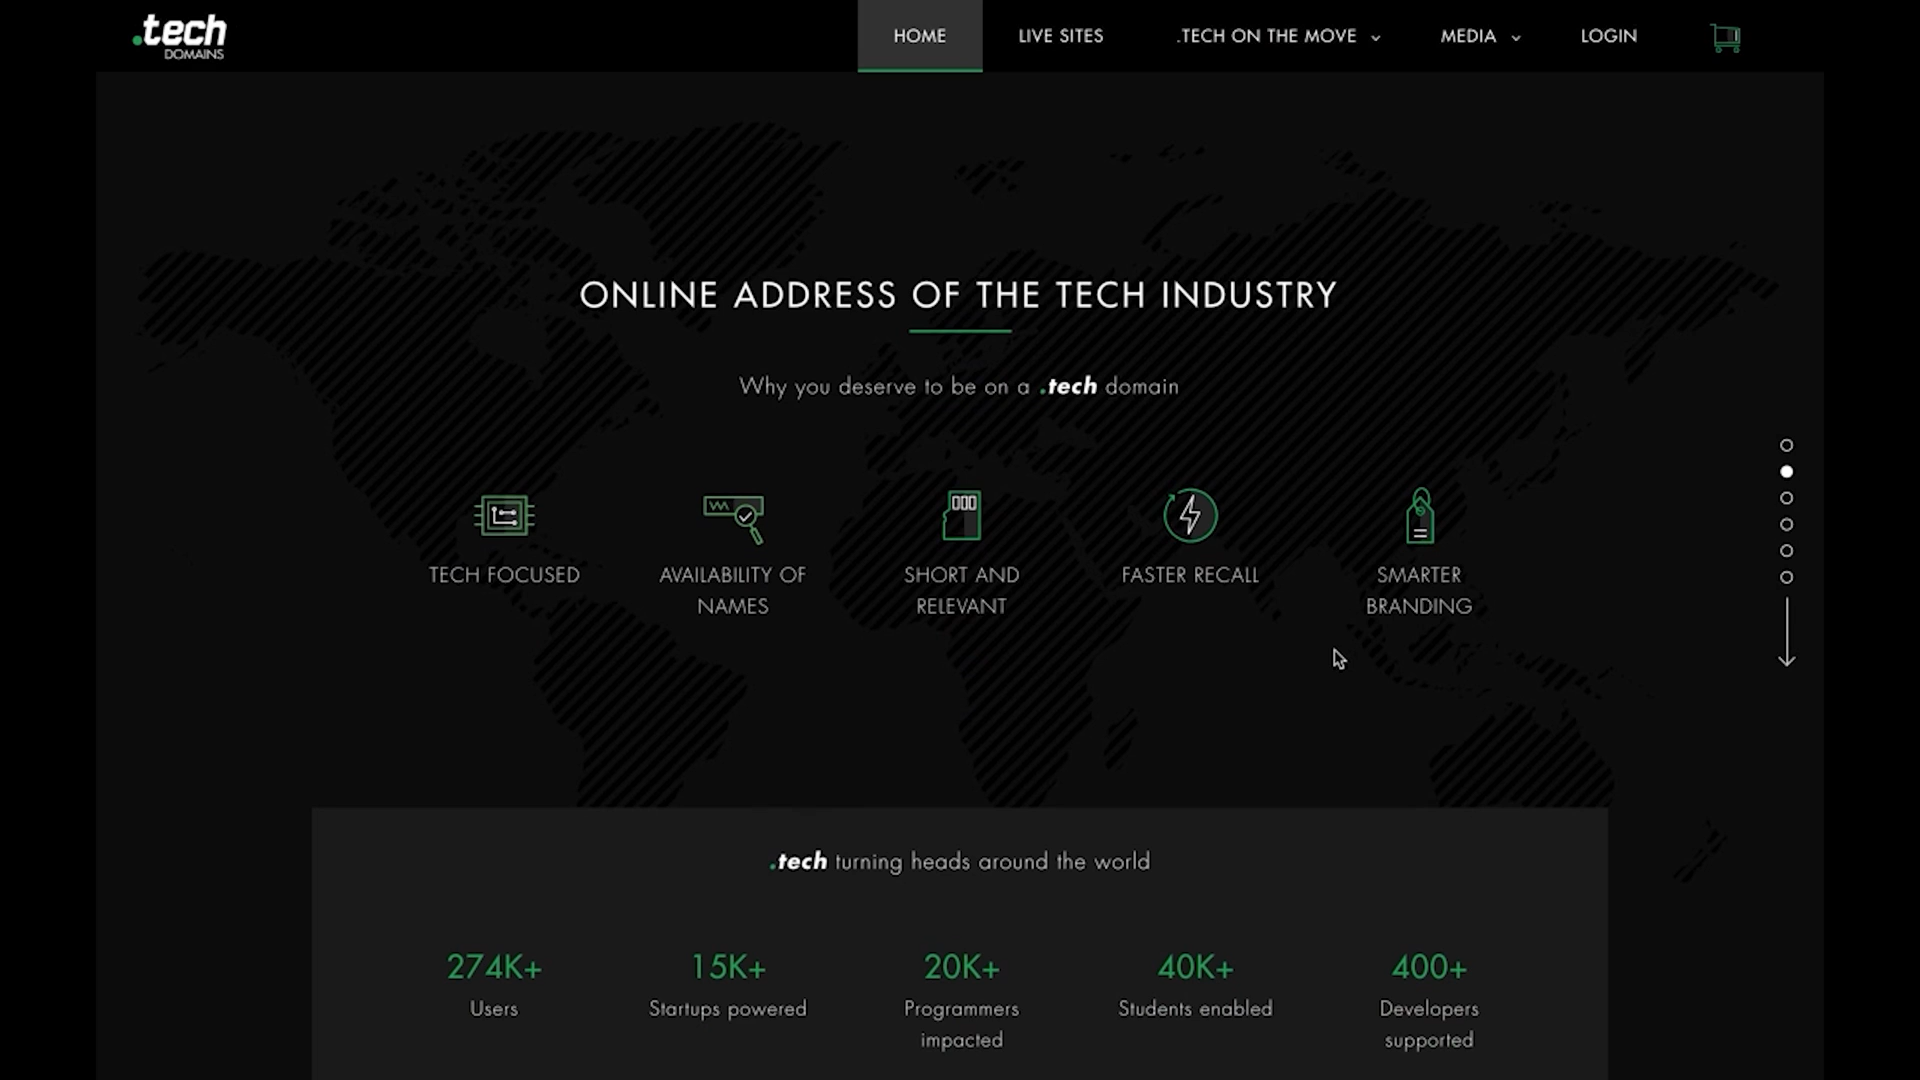 .tech
DOMAINS
HOME
LIVE SITES
.TECH ON THE MOVE
MEDIA
LOGIN
ONLINE ADDRESS OF THE TECH INDUSTRY
Why you deserve to be on a .tech domain
TECH FOCUSED
AVAILABILITY OF
NAMES
SHORT AND
RELEVANT
FASTER RECALL
SMARTER
BRANDING
.tech turning heads around the world
274K+
Users
15K+
Startups powered
20K+
Programmers
impacted
40K+
Students enabled
400+
Developers
supported